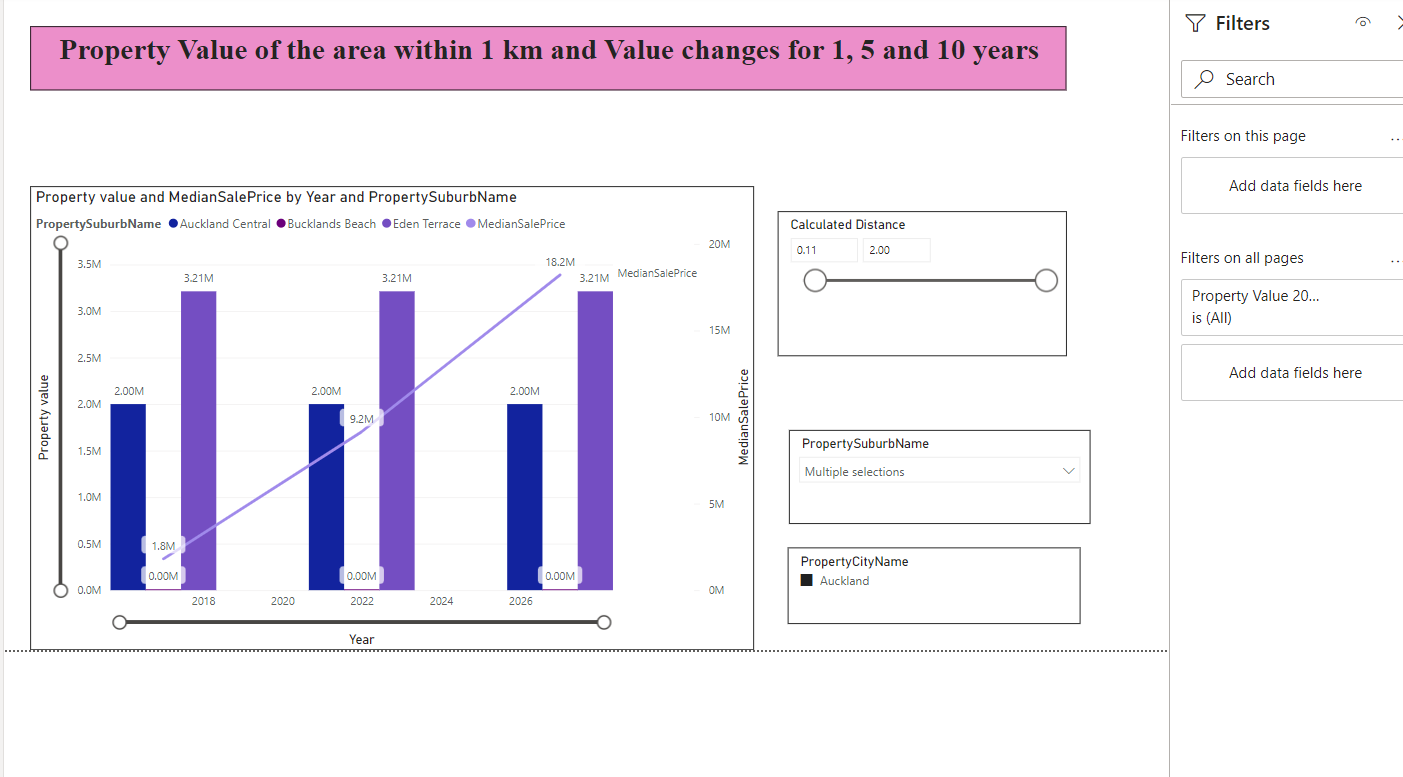 Property Value of the area within 1 km and Value changes for 1, 5 and 10 years
Property value and MedianSalePrice by Year and PropertySuburbName
PropertySuburbName Auckland Central Bucklands Beach Eden Terrace MedianSalePrice
Property value
3.5M
3.0M
2.5M
2.0M
1.5M
1.0M
0.5M
0.0M
2.00M
3.21M
2.00M
3.21M
2.00M
3.21M
1.8M
9.2M
18.2M
0.00M
0.00M
0.00M
MedianSalePrice
20M
15M
10M
5M
0M
MedianSalePrice
2018 2020 2022 2024 2026
Year
Calculated Distance
0.11 2.00
PropertySuburbName
Multiple selections
PropertyCityName
Auckland
Filters
Search
Filters on this page ...
Add data fields here
Filters on all pages ...
Property Value 20...
is (All)
Add data fields here